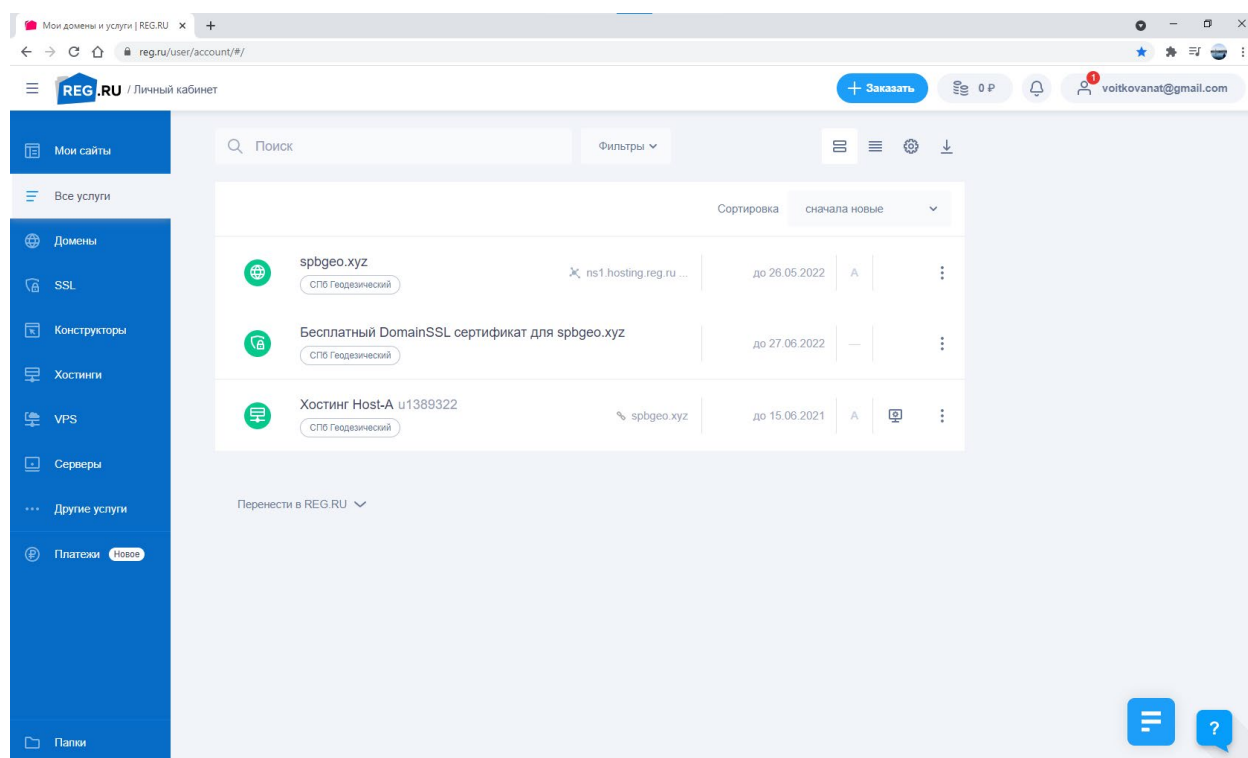 Мои домены и услуги | REG.RU
reg.ru/user/account/#/
REG.RU / Личный кабинет
Заказать
0 ₽
1
voitkovanat@gmail.com
Мои сайты
Все услуги
Домены
SSL
Конструкторы
Хостинги
VPS
Серверы
Другие услуги
Платежи Новое
Папки
Поиск
Фильтры
Сортировка сначала новые
spbgeo.xyz
СПб Геодезический
ns1.hosting.reg.ru ...
до 26.05.2022
A
Бесплатный DomainSSL сертификат для spbgeo.xyz
СПб Геодезический
до 27.06.2022
—
Хостинг Host-A u1389322
СПб Геодезический
spbgeo.xyz
до 15.06.2021
A
Перенести в REG.RU
?